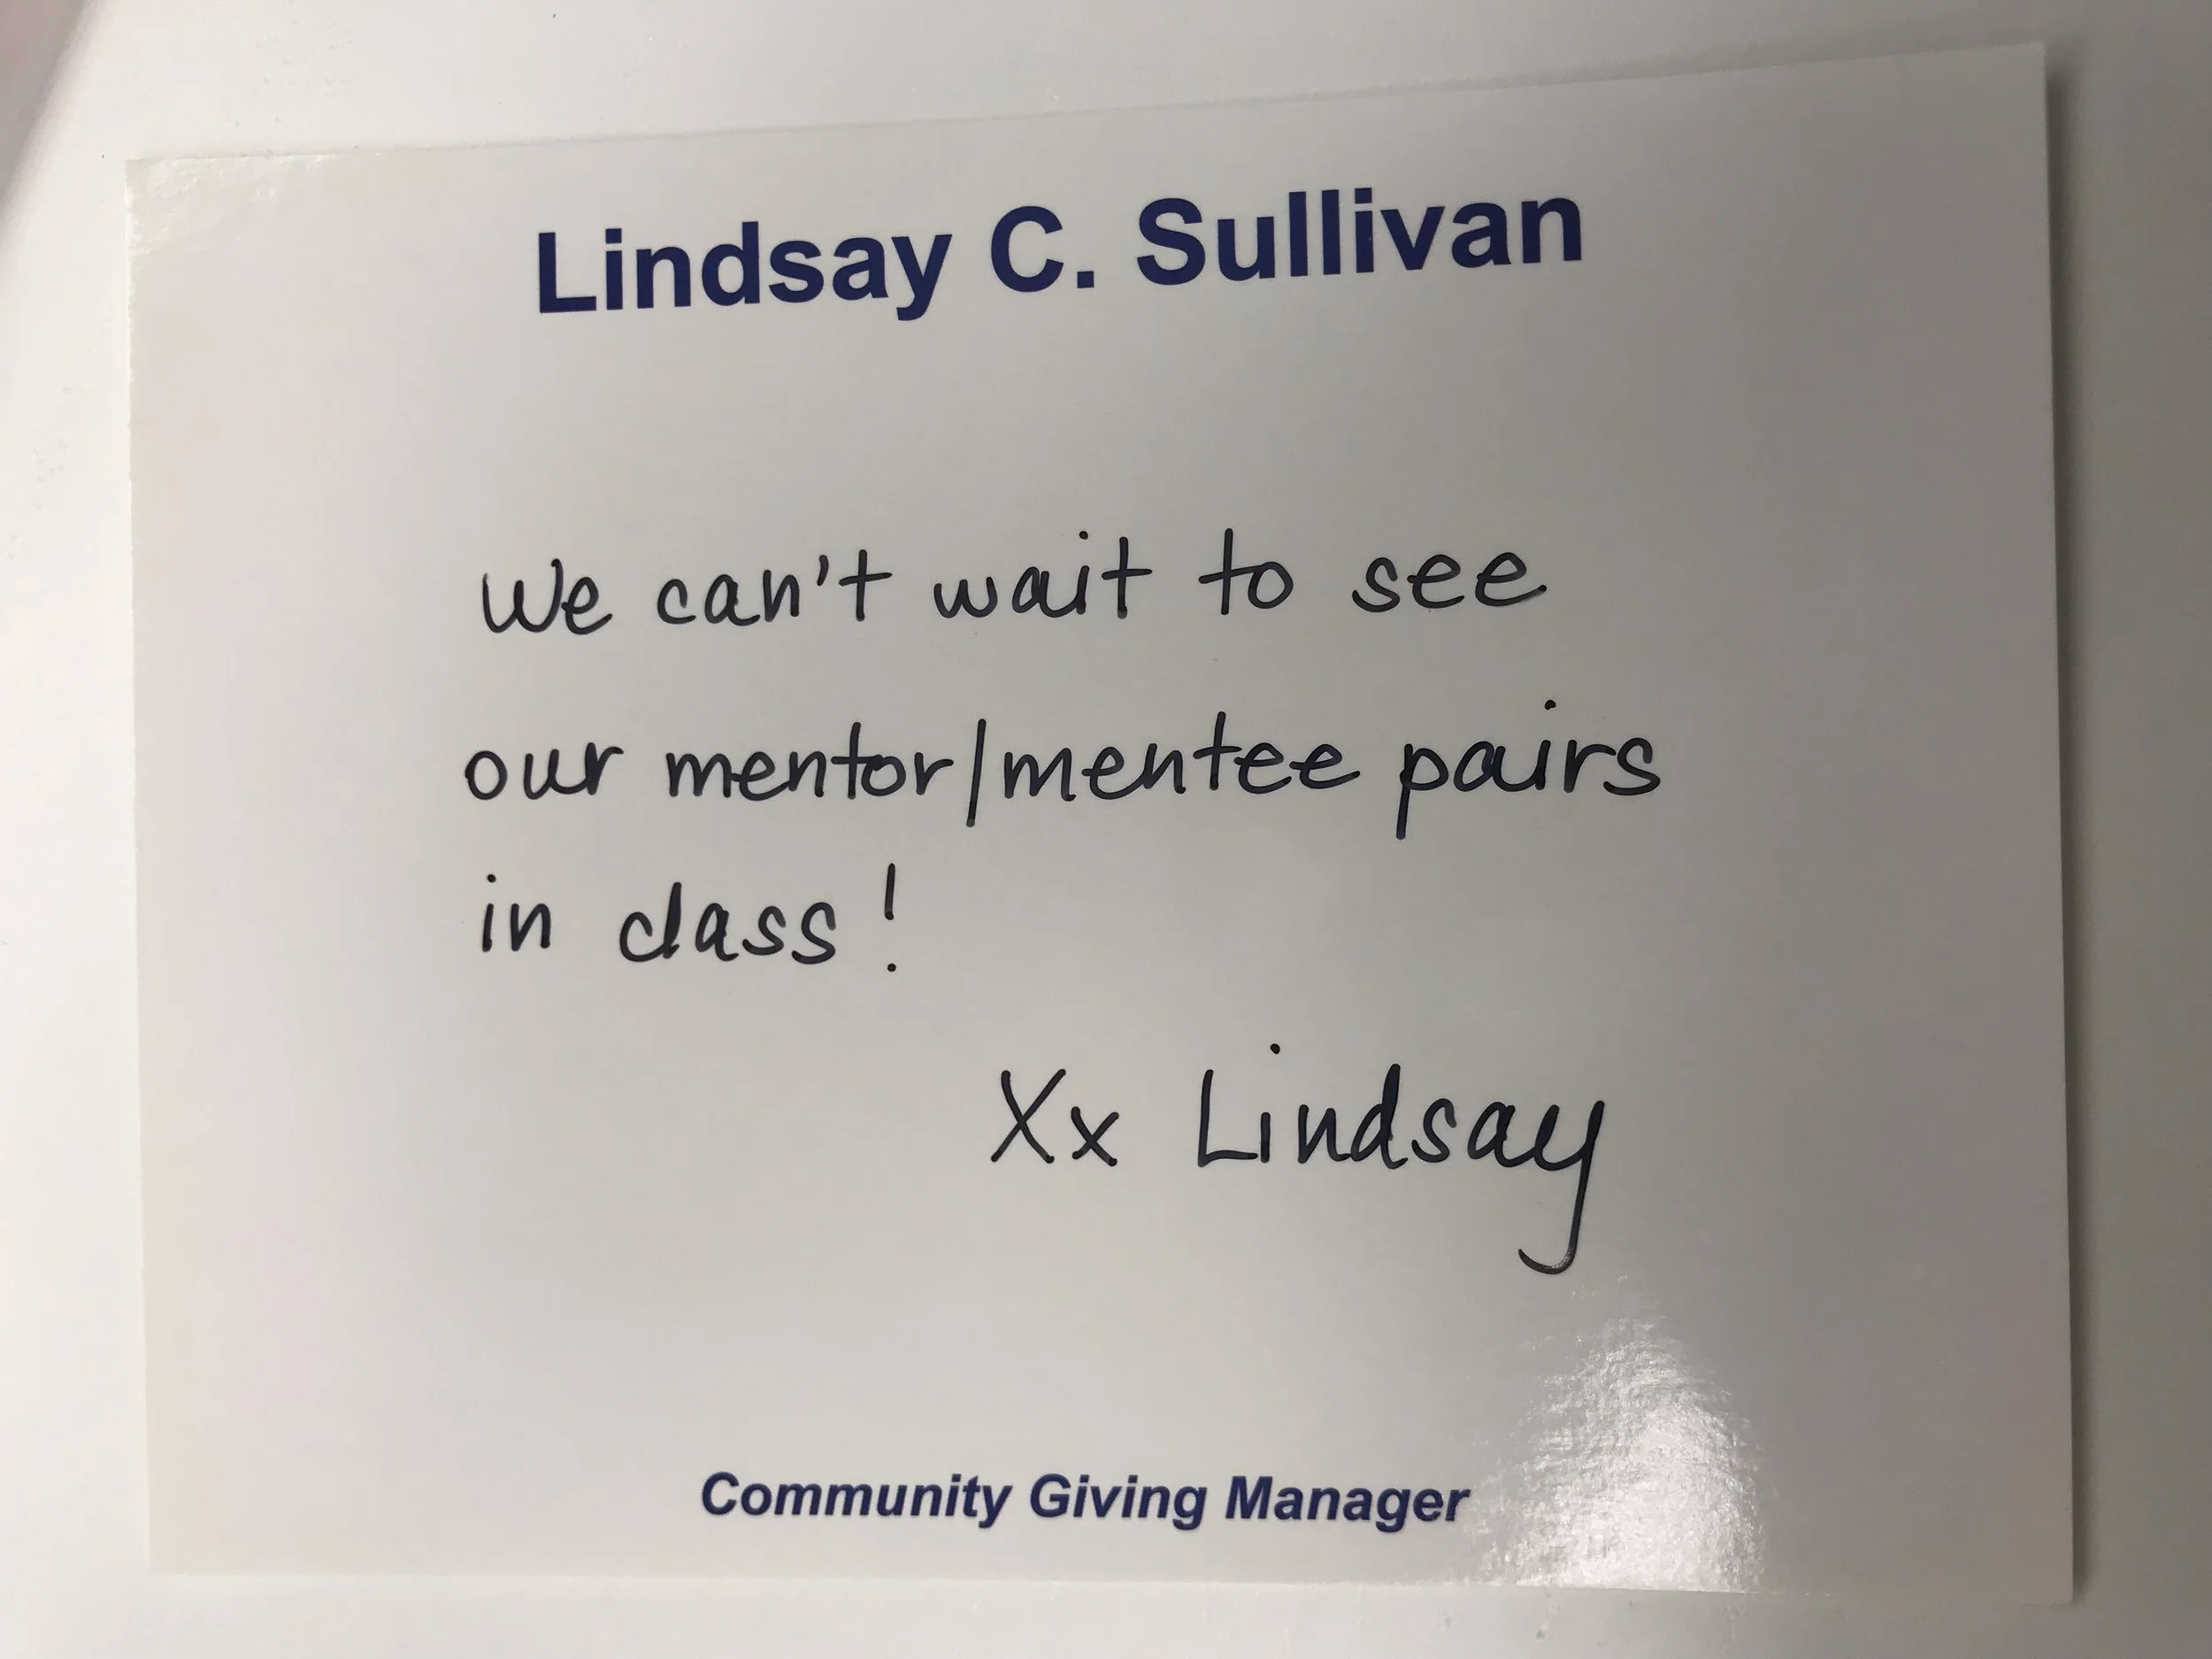 Lindsay C. Sullivan
We can't wait to see
our mentor/mentee pairs
in class!
Xx Lindsay
Community Giving Manager